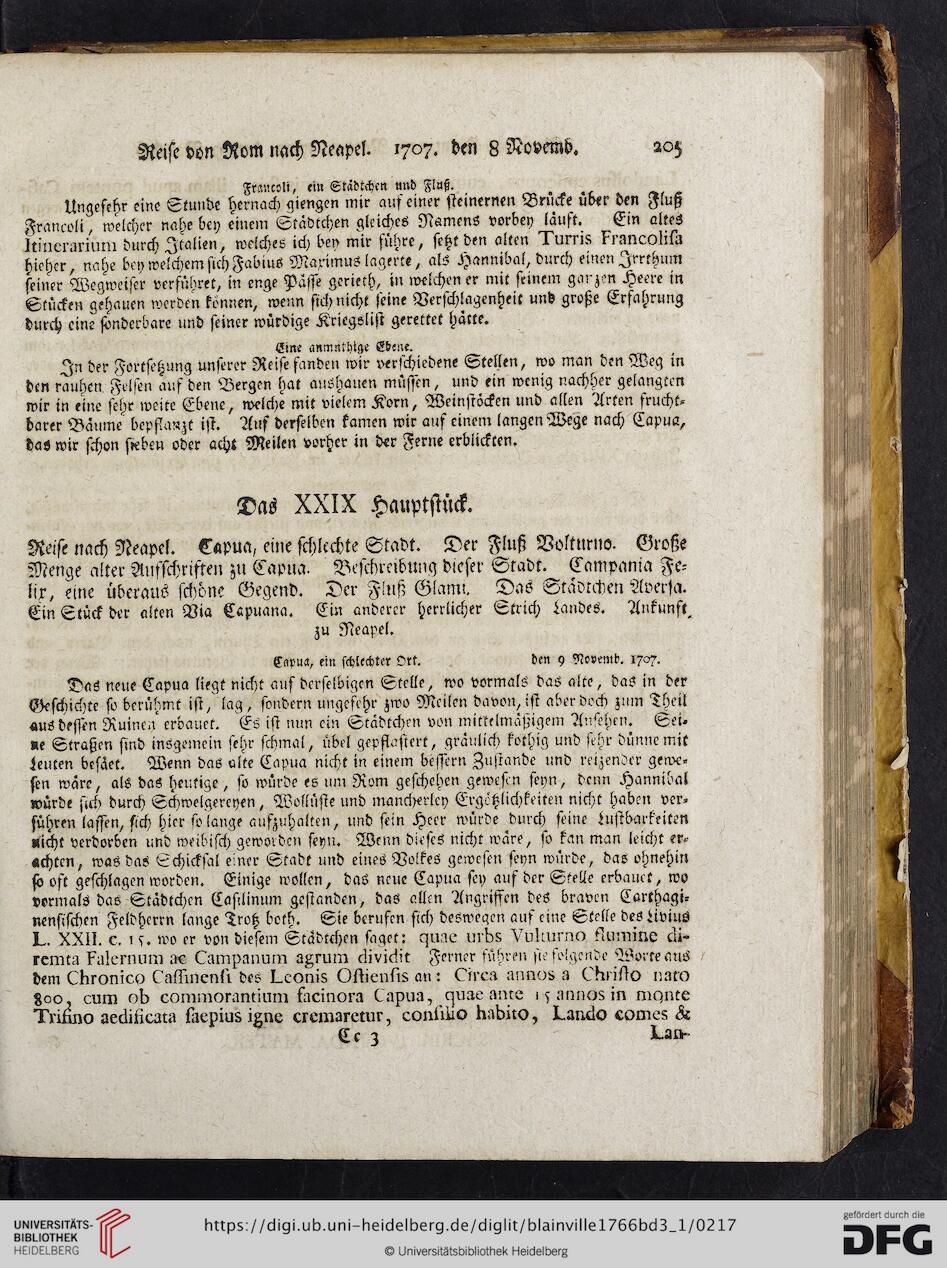 Reise von Rom nach Neapel. 1707. den 8 Novemb. 205
Francoli, ein Städtchen und Fluß.
Ungefehr eine Stunde hernach giengen mir auf einer steinernen Brücke über den Fluß
Francoli, welcher nahe bey einem Städtchen gleiches Namens vorbey läuft. Ein altes
Itinerarium durch Italien, welches ich bey mir führe, setzt den alten Turris Francolisa
hieher, nahe bey welchem sich Fabius Maximus lagerte, als Hannibal, durch einen Irrthum
seiner Wegweiser verführet, in enge Pässe gerieth, in welchen er mit seinem ganzen Heere in
Stücken gehauen werden können, wenn sich nicht seine Verschlagenheit und große Erfahrung
durch eine sonderbare und seiner würdige Kriegslist gerettet hätte.
Eine anmuthige Ebene.
In der Fortsetzung unserer Reise fanden wir verschiedene Stellen, wo man den Weg in
den rauhen Felsen auf den Bergen hat aushauen müssen, und ein wenig nachher gelangten
wir in eine sehr weite Ebene, welche mit vielem Korn, Weinstöcken und allen Arten frucht-
barer Bäume bepflanzt ist. Auf derselben kamen wir auf einem langen Wege nach Capua,
das wir schon sieben oder acht Meilen vorher in der Ferne erblickten.
Das XXIX Hauptstück.
Reise nach Neapel. Capua, eine schlechte Stadt. Der Fluß Volturno. Große
Menge alter Aufschriften zu Capua. Beschreibung dieser Stadt. Campania Fe-
lix, eine überaus schöne Gegend. Der Fluß Glani. Das Städtchen Aversa.
Ein Stück der alten Via Capuana. Ein anderer herrlicher Strich Landes. Ankunft
zu Neapel.
Capua, ein schlechter Ort. den 9 Novemb. 1707.
Das neue Capua liegt nicht auf derselbigen Stelle, wo vormals das alte, das in der
Geschichte so berühmt ist, lag, sondern ungefehr zwo Meilen davon, ist aber doch zum Theil
aus dessen Ruinen erbauet. Es ist nun ein Städtchen von mittelmäßigem Ansehen. Sei-
ne Straßen sind insgemein sehr schmal, übel gepflastert, gräulich kothig und sehr dünne mit
Leuten besäet. Wenn das alte Capua nicht in einem bessern Zustande und reizender gewe-
sen wäre, als das heutige, so würde es um Rom geschehen gewesen seyn, denn Hannibal
würde sich durch Schwelgereyen, Wollüste und mancherley Ergötzlichkeiten nicht haben ver-
führen lassen, sich hier so lange aufzuhalten, und sein Heer würde durch seine Lustbarkeiten
nicht verdorben und weibisch geworden seyn. Wenn dieses nicht wäre, so kan man leicht er-
achten, was das Schicksal einer Stadt und eines Volkes gewesen seyn würde, das ohnehin
so oft geschlagen worden. Einige wollen, das neue Capua sey auf der Stelle erbauet, wo
vormals das Städtchen Casilinum gestanden, das allen Angriffen des braven Carthagi-
nensischen Feldherrn lange Trotz both. Sie berufen sich deswegen auf eine Stelle des Livius
L. XXII. c. 15. wo er von diesem Städtchen saget: quae urbs Vulturno flumine di-
remta Falernum ac Campanum agrum dividit Ferner führen sie folgende Worte aus
dem Chronico Cassinensi des Leonis Ostiensis an: Circa annos a Christo nato
800, cum ob commorantium facinora Capua, quae ante 15 annos in monte
Trifino aedificata saepius igne cremaretur, consilio habito, Lando comes &
Cc 3 Lan-
UNIVERSITÄTS-
BIBLIOTHEK
HEIDELBERG
https://digi.ub.uni-heidelberg.de/diglit/blainville1766bd3_1/0217
© Universitätsbibliothek Heidelberg
gefördert durch die
DFG